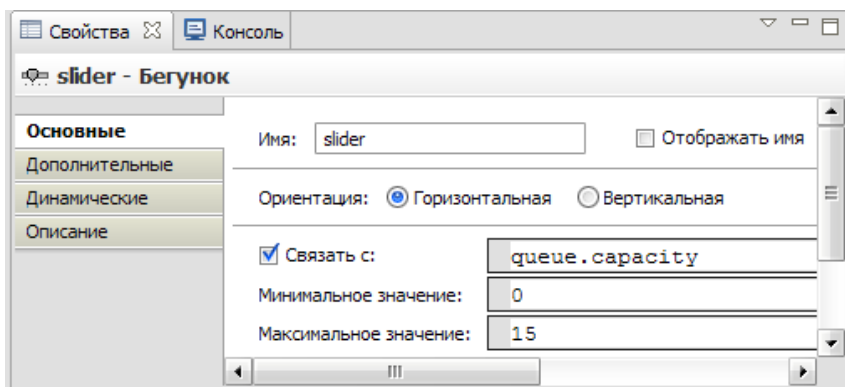 Свойства Консоль
slider - Бегунок
Основные
Дополнительные
Динамические
Описание
Имя: slider Отображать имя
Ориентация: Горизонтальная Вертикальная
Связать с: queue.capacity
Минимальное значение: 0
Максимальное значение: 15